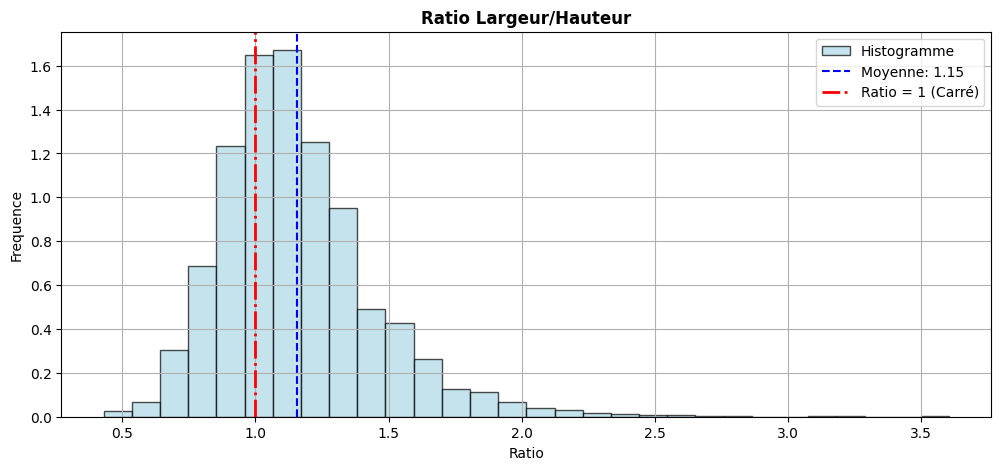 Ratio Largeur/Hauteur
Histogramme
Moyenne: 1.15
Ratio = 1 (Carré)
Frequence
1.6
1.4
1.2
1.0
0.8
0.6
0.4
0.2
0.0
0.5 1.0 1.5 2.0 2.5 3.0 3.5
Ratio